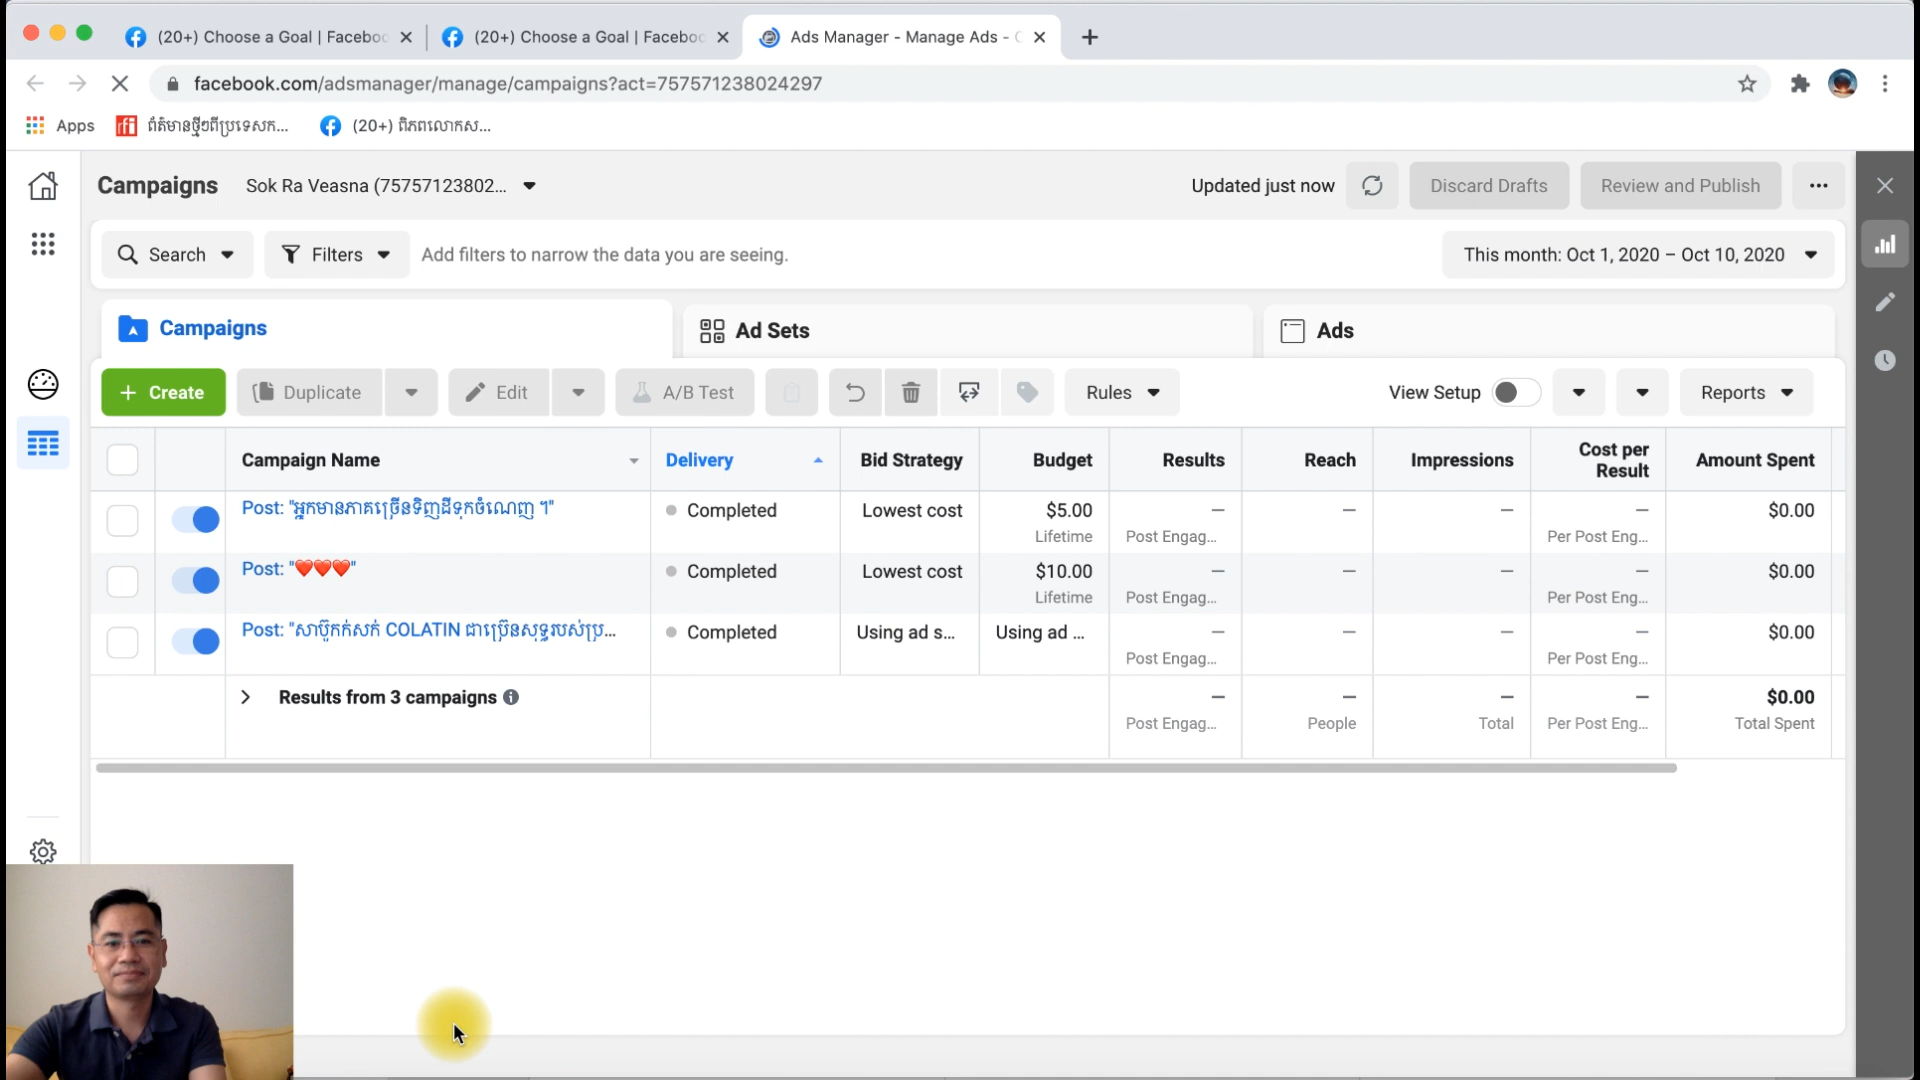 (20+) Choose a Goal | Facebo
(20+) Choose a Goal | Faceboo
Ads Manager - Manage Ads -
facebook.com/adsmanager/manage/campaigns?act=757571238024297
Apps
rfi
ព័ត៌មានថ្មីៗពីប្រទេសក...
(20+) ពិភពលោកស...
Campaigns
Sok Ra Veasna (75757123802...
Updated just now
Discard Drafts
Review and Publish
Search
Filters
Add filters to narrow the data you are seeing.
This month: Oct 1, 2020 – Oct 10, 2020
Campaigns
Ad Sets
Ads
+ Create
Duplicate
Edit
A/B Test
Rules
View Setup
Reports
Campaign Name
Delivery
Bid Strategy
Budget
Results
Reach
Impressions
Cost per
Result
Amount Spent
Post: "អ្នកមានភាគច្រើនទិញដីទុកចំណេញ ។"
Completed
Lowest cost
$5.00
Lifetime
—
Post Engag...
—
—
—
Per Post Eng...
$0.00
Post: "❤️❤️❤️"
Completed
Lowest cost
$10.00
Lifetime
—
Post Engag...
—
—
—
Per Post Eng...
$0.00
Post: "សាប៊ូកក់សក់ COLATIN ជាប្រ៊េនសុទ្ធរបស់ប្រ...
Completed
Using ad s...
Using ad ...
—
Post Engag...
—
—
—
Per Post Eng...
$0.00
Results from 3 campaigns
—
Post Engag...
—
People
—
Total
—
Per Post Eng...
$0.00
Total Spent